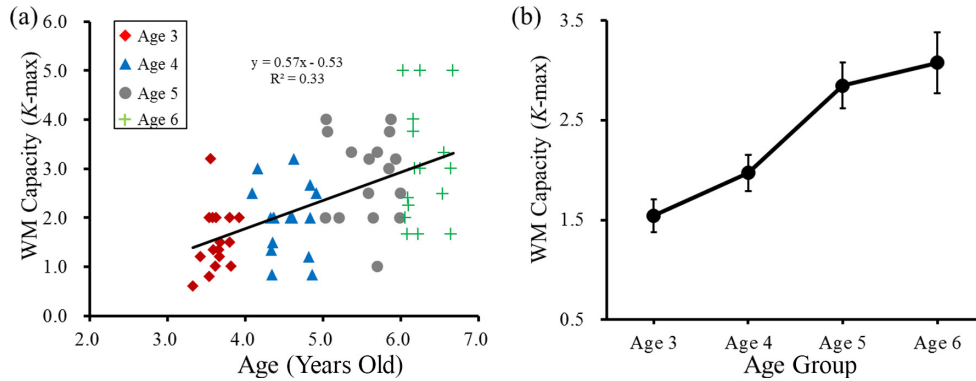 (a)
6.0
5.0
4.0
3.0
2.0
1.0
0.0
WM Capacity (K-max)
Age 3
Age 4
Age 5
Age 6
y = 0.57x - 0.53
R² = 0.33
2.0 3.0 4.0 5.0 6.0 7.0
Age (Years Old)
(b)
3.5
2.5
1.5
0.5
WM Capacity (K-max)
Age 3 Age 4 Age 5 Age 6
Age Group